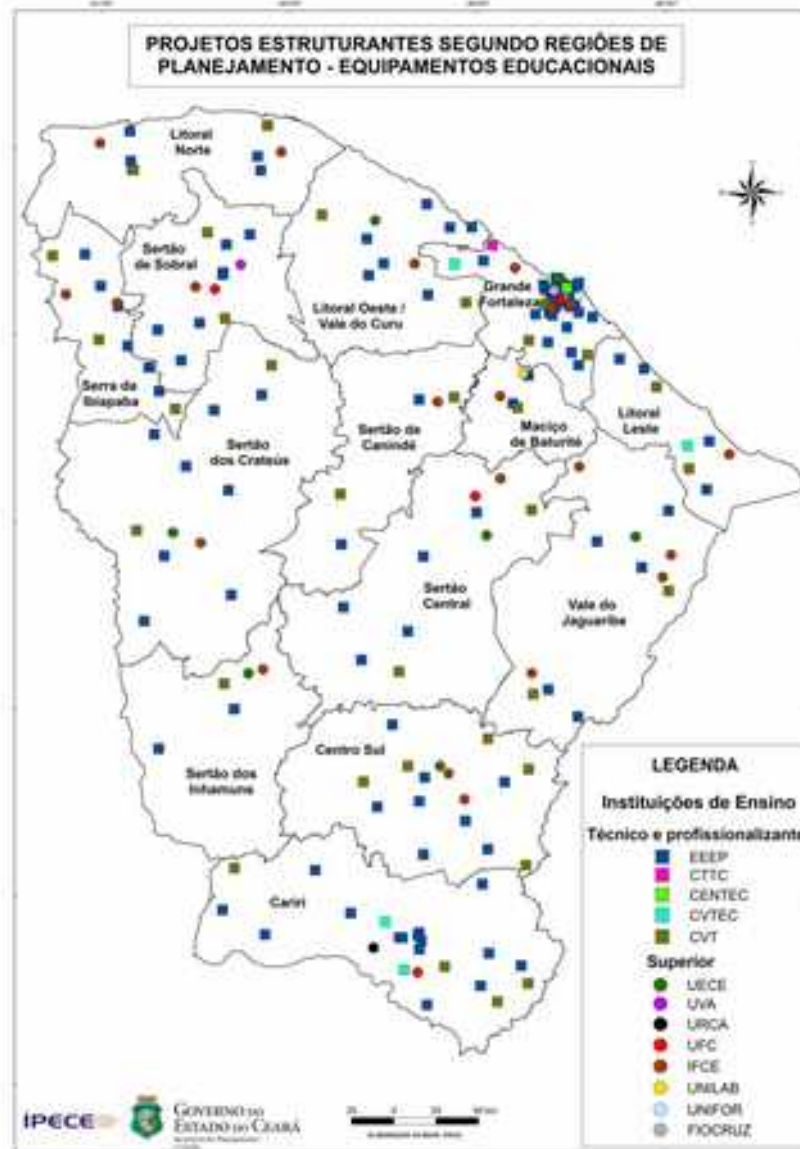 PROJETOS ESTRUTURANTES SEGUNDO REGIÕES DE
PLANEJAMENTO - EQUIPAMENTOS EDUCACIONAIS
Litoral
Norte
Sertão
de Sobral
Litoral Oeste /
Vale do Curu
Grande
Fortaleza
Serra da
Ibiapaba
Sertão
dos Crateús
Sertão de
Canindé
Maciço
de Baturité
Litoral
Leste
Sertão
Central
Vale do
Jaguaribe
Sertão dos
Inhamuns
Centro Sul
Cariri
LEGENDA
Instituições de Ensino
Técnico e profissionalizante
EEEP
CTTC
CENTEC
CVTEC
CVT
Superior
UECE
UVA
URCA
UFC
IFCE
UNILAB
UNIFOR
FIOCRUZ
IPECE
GOVERNO DO
ESTADO DO CEARÁ